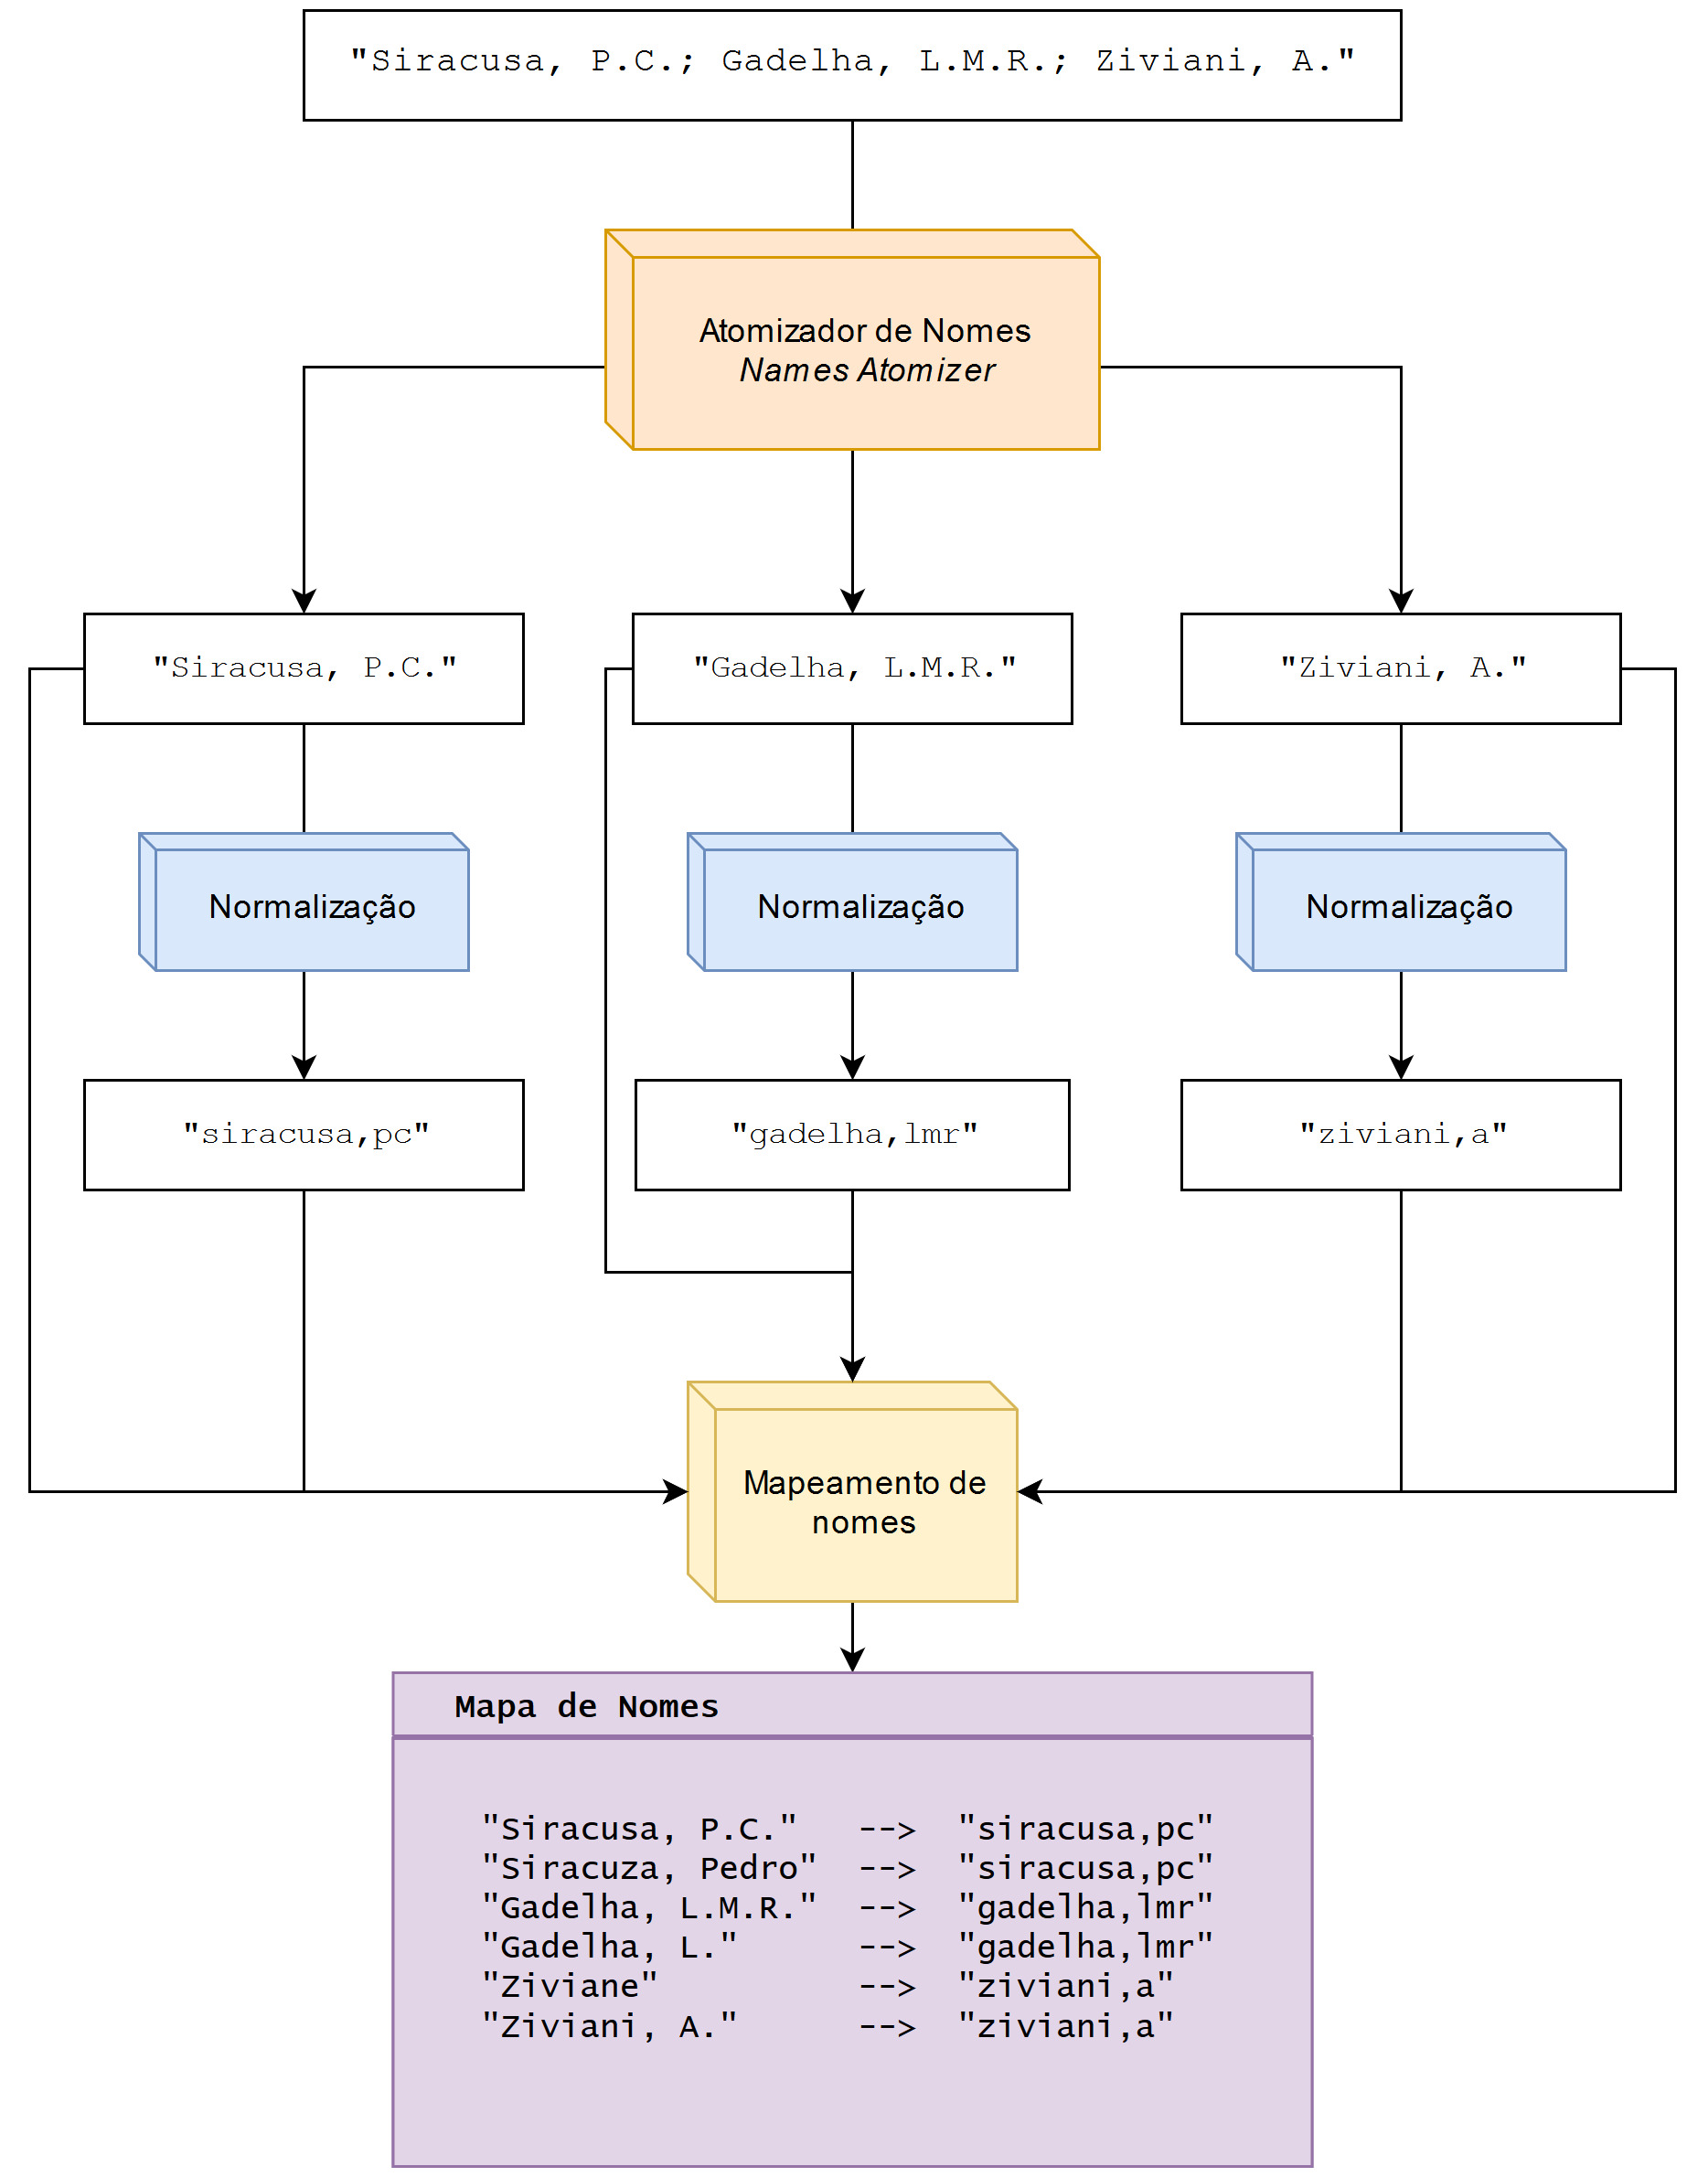 "Siracusa, P.C.; Gadelha, L.M.R.; Ziviani, A."
Atomizador de Nomes
Names Atomizer
"Siracusa, P.C."
"Gadelha, L.M.R."
"Ziviani, A."
Normalização
Normalização
Normalização
"siracusa,pc"
"gadelha,lmr"
"ziviani,a"
Mapeamento de
nomes
Mapa de Nomes
"Siracusa, P.C." --> "siracusa,pc"
"Siracuza, Pedro" --> "siracusa,pc"
"Gadelha, L.M.R." --> "gadelha,lmr"
"Gadelha, L." --> "gadelha,lmr"
"Ziviane" --> "ziviani,a"
"Ziviani, A." --> "ziviani,a"